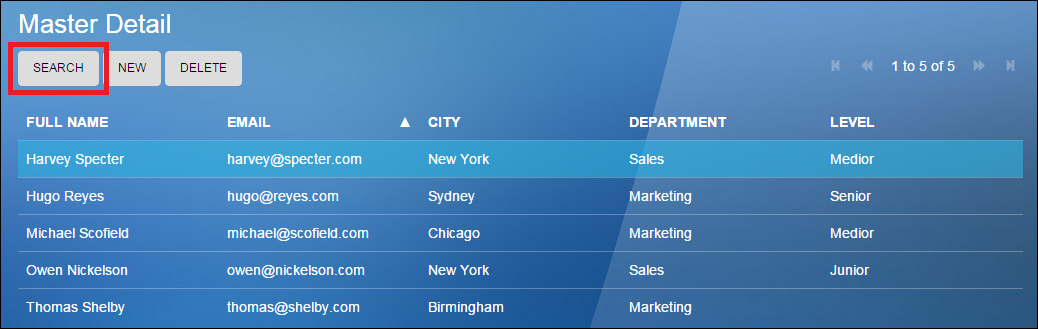 Master Detail
SEARCH NEW DELETE 1 to 5 of 5
FULL NAME EMAIL ▲ CITY DEPARTMENT LEVEL
Harvey Specter harvey@specter.com New York Sales Medior
Hugo Reyes hugo@reyes.com Sydney Marketing Senior
Michael Scofield michael@scofield.com Chicago Marketing Medior
Owen Nickelson owen@nickelson.com New York Sales Junior
Thomas Shelby thomas@shelby.com Birmingham Marketing